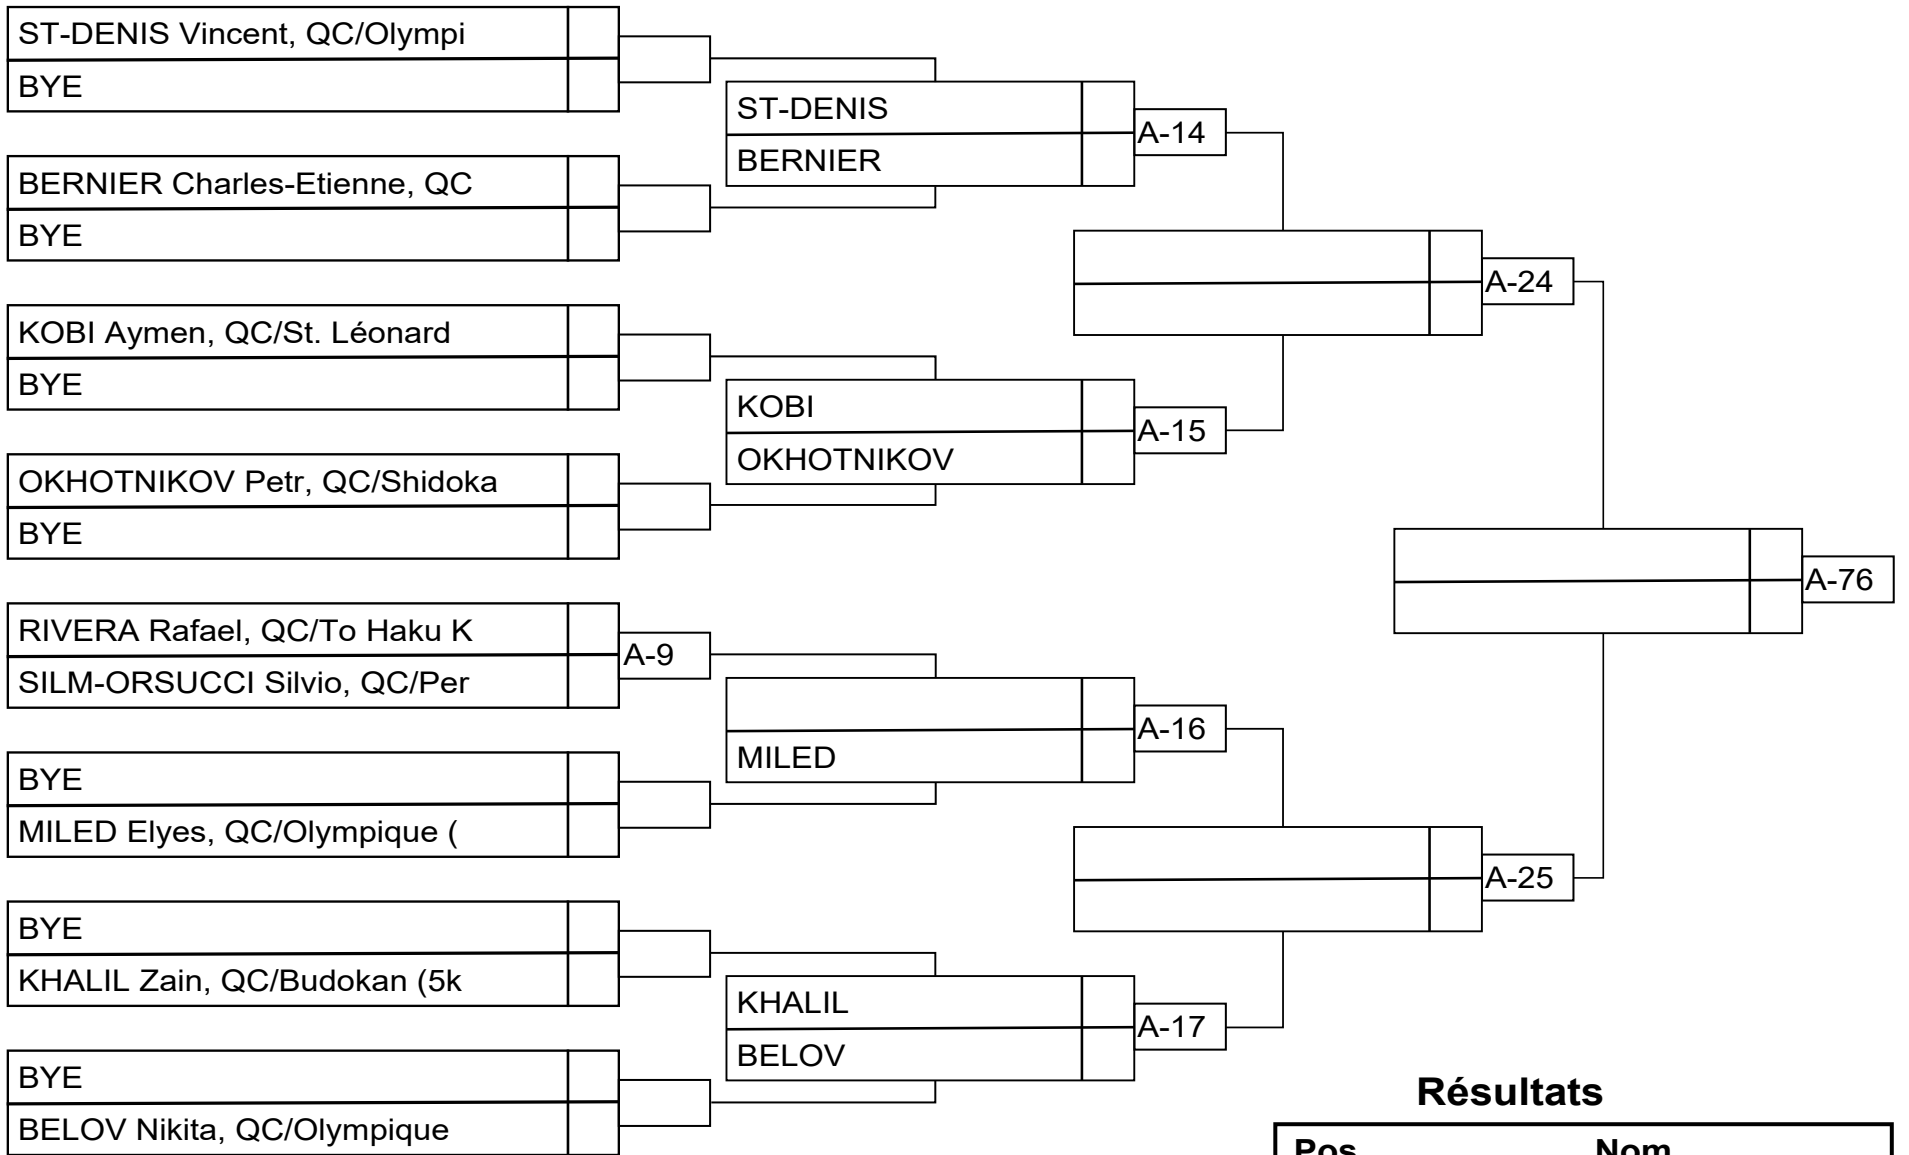 ST-DENIS Vincent, QC/Olympi
BYE
BERNIER Charles-Etienne, QC
BYE
KOBI Aymen, QC/St. Léonard
BYE
OKHOTNIKOV Petr, QC/Shidoka
BYE
RIVERA Rafael, QC/To Haku K
SILM-ORSUCCI Silvio, QC/Per
BYE
MILED Elyes, QC/Olympique (
BYE
KHALIL Zain, QC/Budokan (5k
BYE
BELOV Nikita, QC/Olympique
A-9
ST-DENIS
BERNIER
A-14
KOBI
OKHOTNIKOV
A-15
MILED
A-16
KHALIL
BELOV
A-17
A-24
A-25
A-76
Résultats
Pos Nom